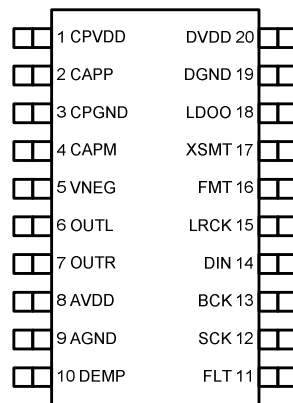 1 CPVDD DVDD 20
2 CAPP DGND 19
3 CPGND LDOO 18
4 CAPM XSMT 17
5 VNEG FMT 16
6 OUTL LRCK 15
7 OUTR DIN 14
8 AVDD BCK 13
9 AGND SCK 12
10 DEMP FLT 11